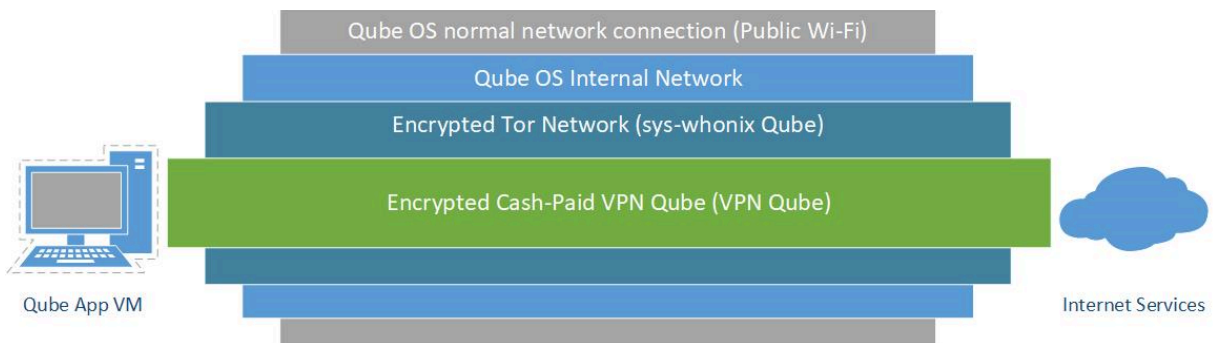 Qube OS normal network connection (Public Wi-Fi)
Qube OS Internal Network
Encrypted Tor Network (sys-whonix Qube)
Encrypted Cash-Paid VPN Qube (VPN Qube)
Qube App VM
Internet Services